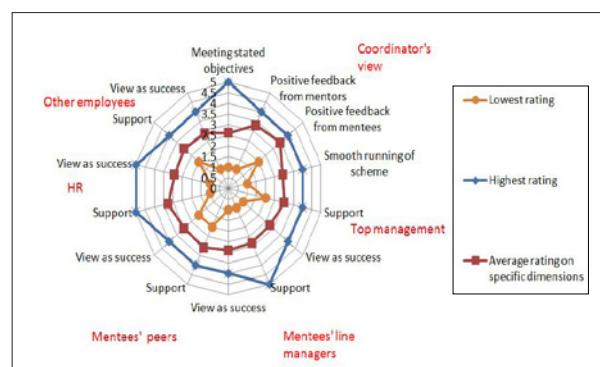 Meeting stated
objectives
Coordinator's
view
Positive feedback
from mentors
Positive feedback
from mentees
Smooth running of
scheme
Support
Top management
View as success
Support
Mentees' line
managers
View as success
Support
Mentees' peers
View as success
Support
HR
View as success
Support
Other employees
View as success
5
4.5
4
3.5
3
2.5
2
1.5
1
0.5
0
Lowest rating
Highest rating
Average rating on
specific dimensions